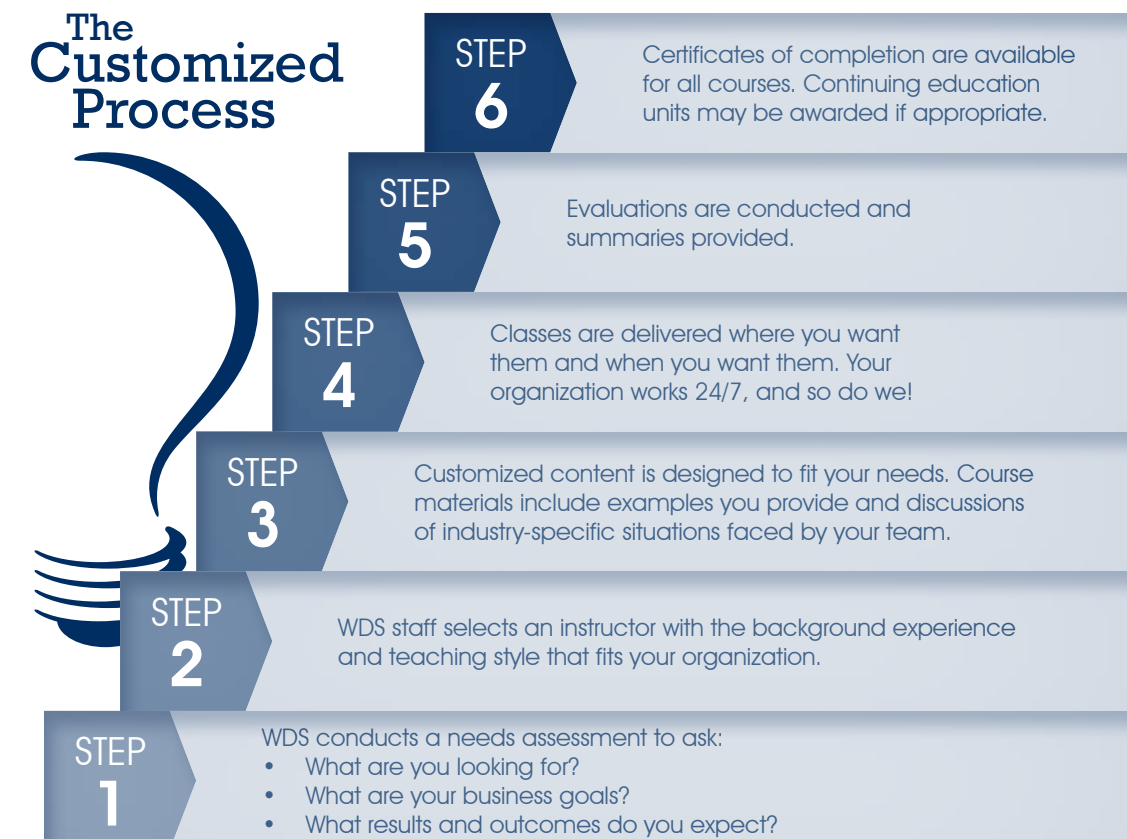 The
Customized
Process
STEP
6
Certificates of completion are available
for all courses. Continuing education
units may be awarded if appropriate.
STEP
5
Evaluations are conducted and
summaries provided.
STEP
4
Classes are delivered where you want
them and when you want them. Your
organization works 24/7, and so do we!
STEP
3
Customized content is designed to fit your needs. Course
materials include examples you provide and discussions
of industry-specific situations faced by your team.
STEP
2
WDS staff selects an instructor with the background experience
and teaching style that fits your organization.
STEP
1
WDS conducts a needs assessment to ask:
• What are you looking for?
• What are your business goals?
• What results and outcomes do you expect?